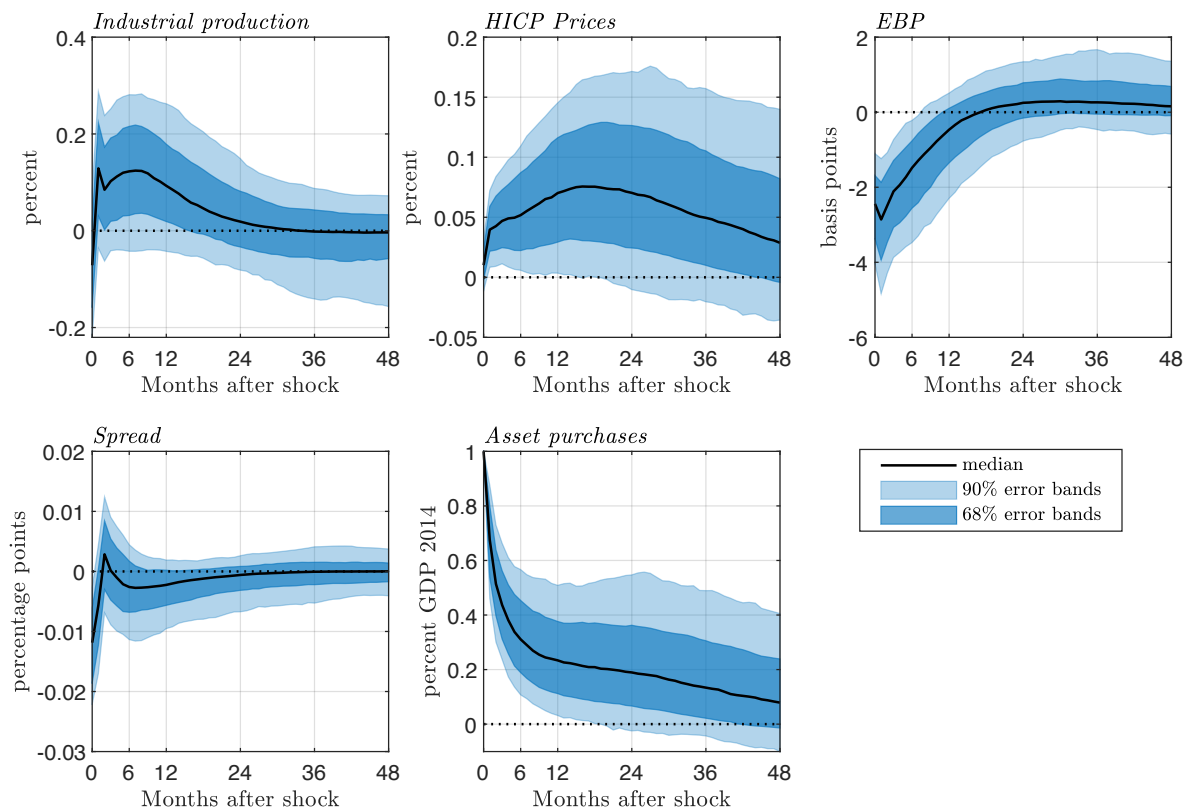 Industrial production
0.4
0.2
0
-0.2
percent
0 6 12 24 36 48
Months after shock
HICP Prices
0.2
0.15
0.1
0.05
0
-0.05
percent
0 6 12 24 36 48
Months after shock
EBP
2
0
-2
-4
-6
basis points
0 6 12 24 36 48
Months after shock
Spread
0.02
0.01
0
-0.01
-0.02
-0.03
percentage points
0 6 12 24 36 48
Months after shock
Asset purchases
1
0.8
0.6
0.4
0.2
0
percent GDP 2014
0 6 12 24 36 48
Months after shock
median
90% error bands
68% error bands